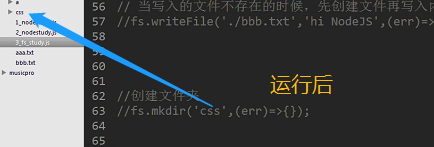 a
css
1_nodestudy.js
2_nodestudy.js
3_fs_study.js
aaa.txt
bbb.txt
musicpro
56 // 当写入的文件不存在的时候. 先创建文件再写入内
57 //fs.writeFile('./bbb.txt','hi NodeJS',(err)=>
58
59
60
61
62 //创建文件夹
63 //fs.mkdir('css',(err)=>{});
64
65
运行后